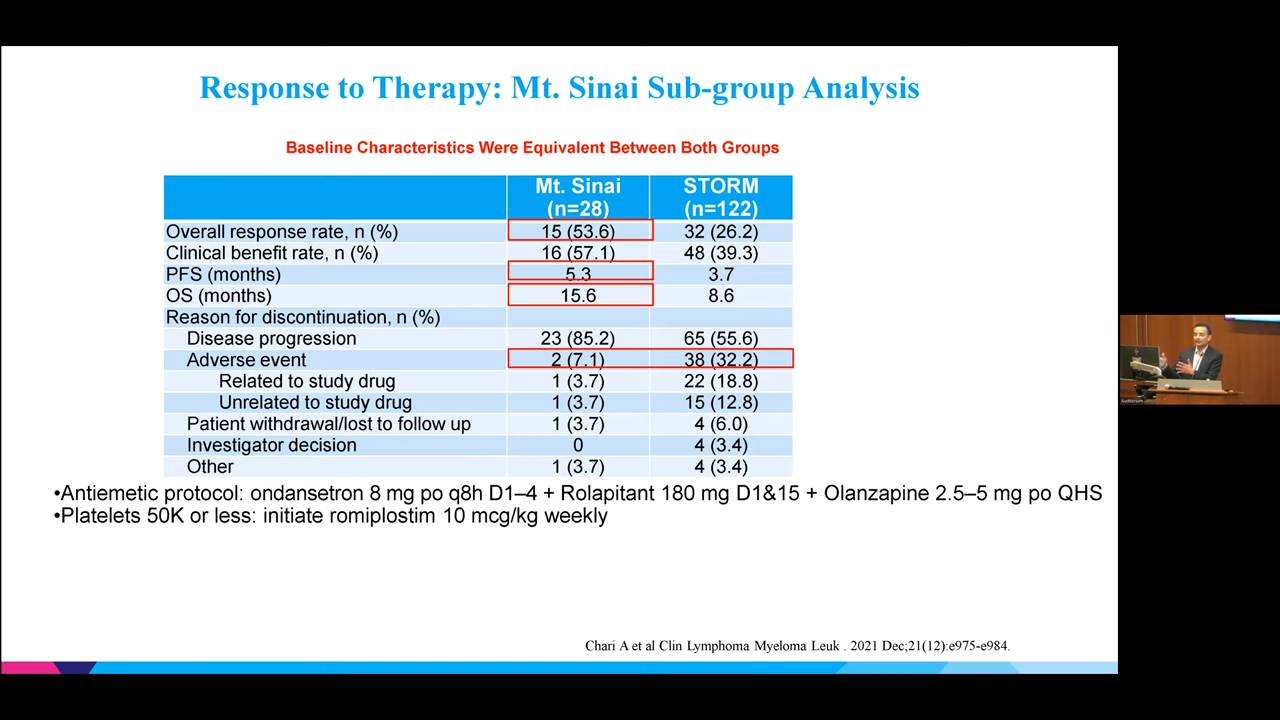 Response to Therapy: Mt. Sinai Sub-group Analysis
Baseline Characteristics Were Equivalent Between Both Groups
Mt. Sinai (n=28) STORM (n=122)
Overall response rate, n (%) 15 (53.6) 32 (26.2)
Clinical benefit rate, n (%) 16 (57.1) 48 (39.3)
PFS (months) 5.3 3.7
OS (months) 15.6 8.6
Reason for discontinuation, n (%)
Disease progression 23 (85.2) 65 (55.6)
Adverse event 2 (7.1) 38 (32.2)
Related to study drug 1 (3.7) 22 (18.8)
Unrelated to study drug 1 (3.7) 15 (12.8)
Patient withdrawal/lost to follow up 1 (3.7) 4 (6.0)
Investigator decision 0 4 (3.4)
Other 1 (3.7) 4 (3.4)
•Antiemetic protocol: ondansetron 8 mg po q8h D1–4 + Rolapitant 180 mg D1&15 + Olanzapine 2.5–5 mg po QHS
•Platelets 50K or less: initiate romiplostim 10 mcg/kg weekly
Chari A et al Clin Lymphoma Myeloma Leuk . 2021 Dec;21(12):e975-e984.
Auditorium